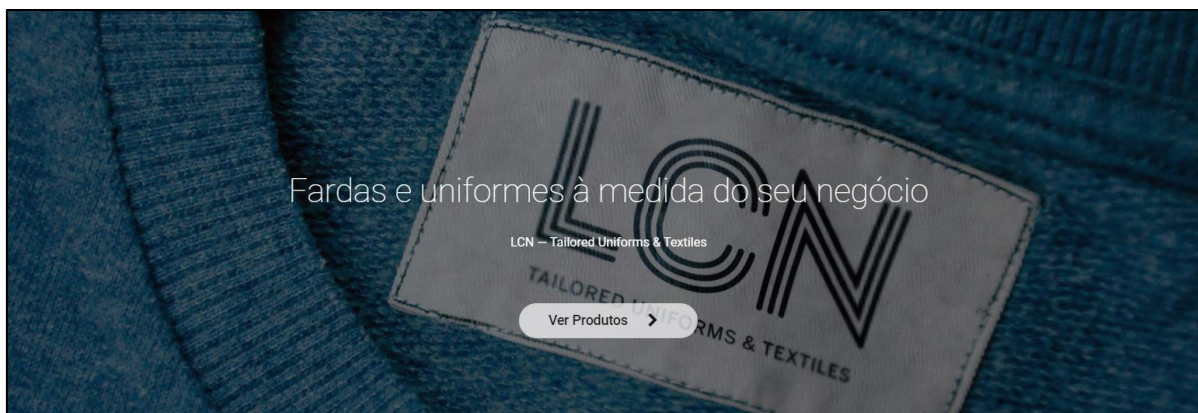 Fardas e uniformes à medida do seu negócio
LCN — Tailored Uniforms & Textiles
Ver Produtos
LCN
TAILORED UNIFORMS & TEXTILES